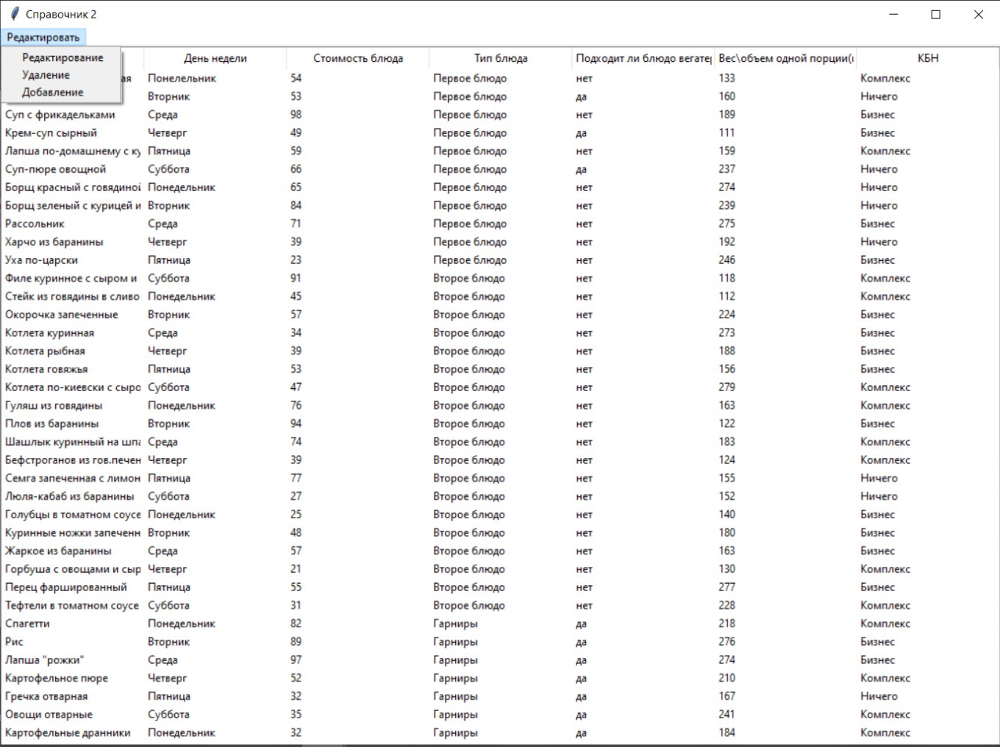 Справочник 2
Редактировать
Редактирование
Удаление
Добавление
День недели Стоимость блюда Тип блюда Подходит ли блюдо вегате Вес\объем одной порции( КБН
ая Понелельник 54 Первое блюдо нет 133 Комплекс
Вторник 53 Первое блюдо да 160 Ничего
Суп с фрикадельками Среда 98 Первое блюдо нет 189 Бизнес
Крем-суп сырный Четверг 49 Первое блюдо да 111 Бизнес
Лапша по-домашнему с ку Пятница 59 Первое блюдо нет 159 Комплекс
Суп-пюре овощной Суббота 66 Первое блюдо да 237 Ничего
Борщ красный с говядиной Понедельник 65 Первое блюдо нет 274 Ничего
Борщ зеленый с курицей и Вторник 84 Первое блюдо нет 239 Ничего
Рассольник Среда 71 Первое блюдо нет 275 Бизнес
Харчо из баранины Четверг 39 Первое блюдо нет 192 Ничего
Уха по-царски Пятница 23 Первое блюдо нет 246 Бизнес
Филе куринное с сыром и Суббота 91 Второе блюдо нет 118 Комплекс
Стейк из говядины в сливо Понедельник 45 Второе блюдо нет 112 Комплекс
Окорочка запеченные Вторник 57 Второе блюдо нет 224 Бизнес
Котлета куринная Среда 34 Второе блюдо нет 273 Бизнес
Котлета рыбная Четверг 39 Второе блюдо нет 188 Бизнес
Котлета говяжья Пятница 53 Второе блюдо нет 156 Бизнес
Котлета по-киевски с сыро Суббота 47 Второе блюдо нет 279 Комплекс
Гуляш из говядины Понедельник 76 Второе блюдо нет 163 Комплекс
Плов из баранины Вторник 94 Второе блюдо нет 122 Бизнес
Шашлык куринный на шпа Среда 74 Второе блюдо нет 183 Комплекс
Бефстроганов из гов.печен Четверг 39 Второе блюдо нет 124 Комплекс
Семга запеченная с лимон Пятница 77 Второе блюдо нет 155 Ничего
Люля-кабаб из баранины Суббота 27 Второе блюдо нет 152 Ничего
Голубцы в томатном соусе Понедельник 25 Второе блюдо нет 140 Бизнес
Куринные ножки запеченн Вторник 48 Второе блюдо нет 180 Бизнес
Жаркое из баранины Среда 57 Второе блюдо нет 163 Бизнес
Горбуша с овощами и сыр Четверг 21 Второе блюдо нет 130 Комплекс
Перец фаршированный Пятница 55 Второе блюдо нет 277 Бизнес
Тефтели в томатном соусе Суббота 31 Второе блюдо нет 228 Комплекс
Спагетти Понедельник 82 Гарниры да 218 Комплекс
Рис Вторник 89 Гарниры да 276 Бизнес
Лапша "рожки" Среда 97 Гарниры да 274 Бизнес
Картофельное пюре Четверг 52 Гарниры да 210 Комплекс
Гречка отварная Пятница 32 Гарниры да 167 Ничего
Овощи отварные Суббота 35 Гарниры да 241 Комплекс
Картофельные дранники Понедельник 32 Гарниры да 184 Комплекс